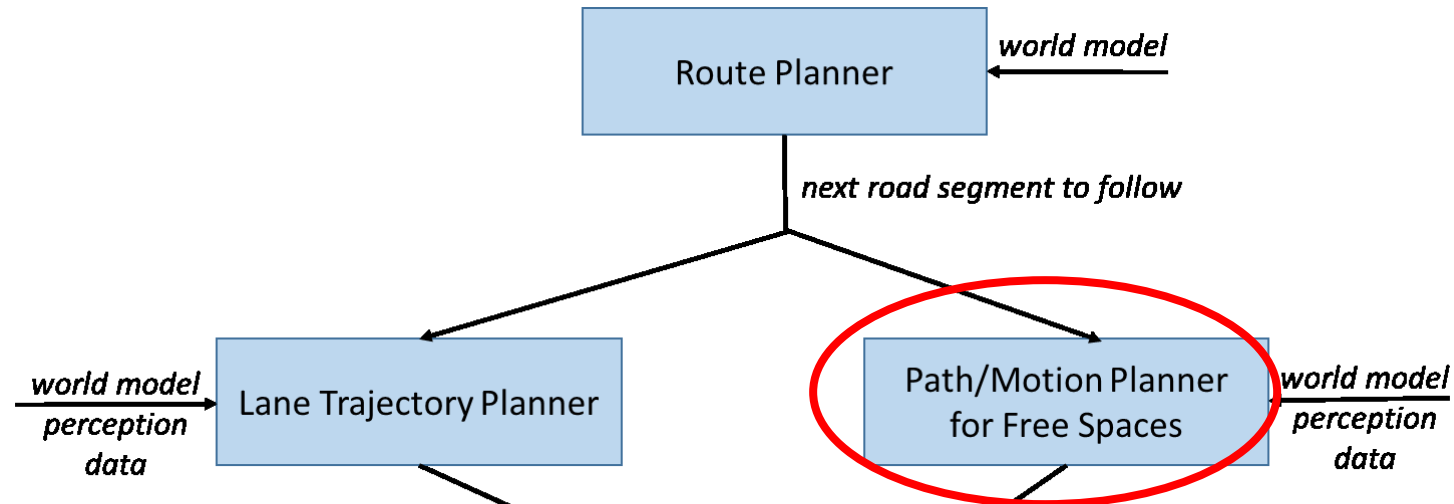 world model
Route Planner
next road segment to follow
world model
perception
data
Lane Trajectory Planner
Path/Motion Planner
for Free Spaces
world model
perception
data